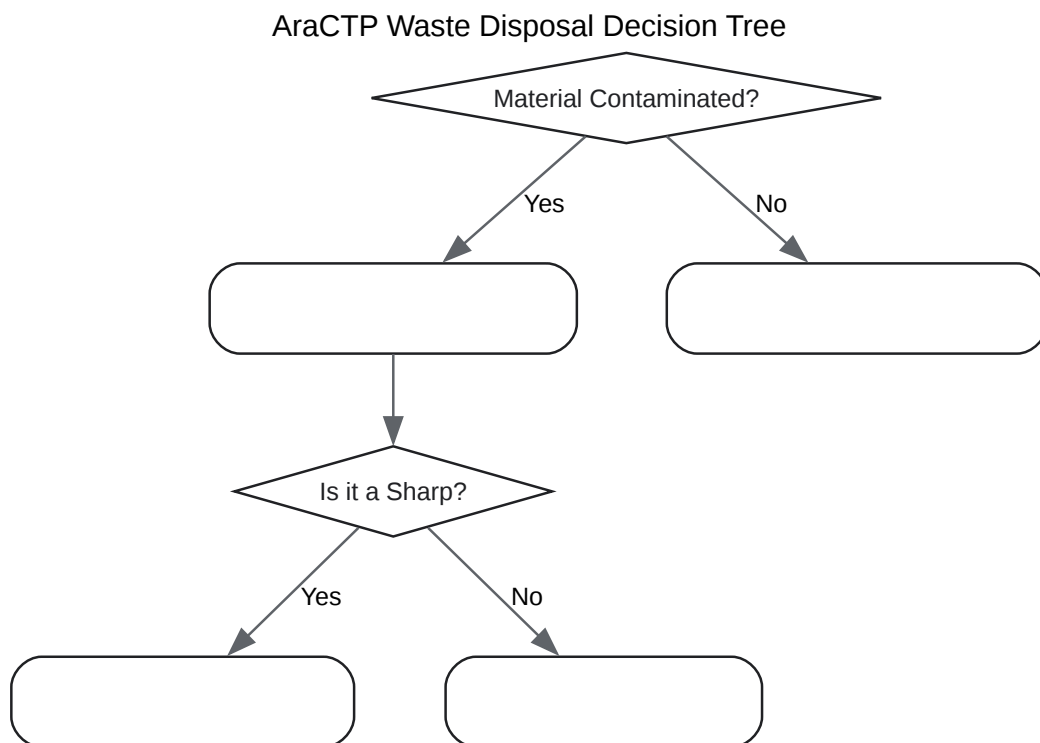 AraCTP Waste Disposal Decision Tree
Material Contaminated?
Yes
No
Is it a Sharp?
Yes
No